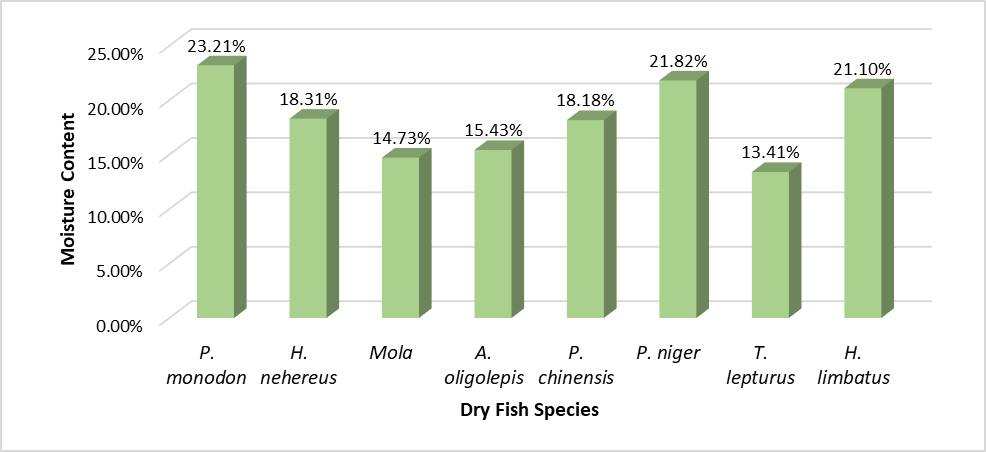 25.00%
20.00%
15.00%
10.00%
5.00%
0.00%
Moisture Content
23.21%
18.31%
14.73%
15.43%
18.18%
21.82%
13.41%
21.10%
P.
monodon
H.
nehereus
Mola
A.
oligolepis
P.
chinensis
P. niger
T.
lepturus
H.
limbatus
Dry Fish Species